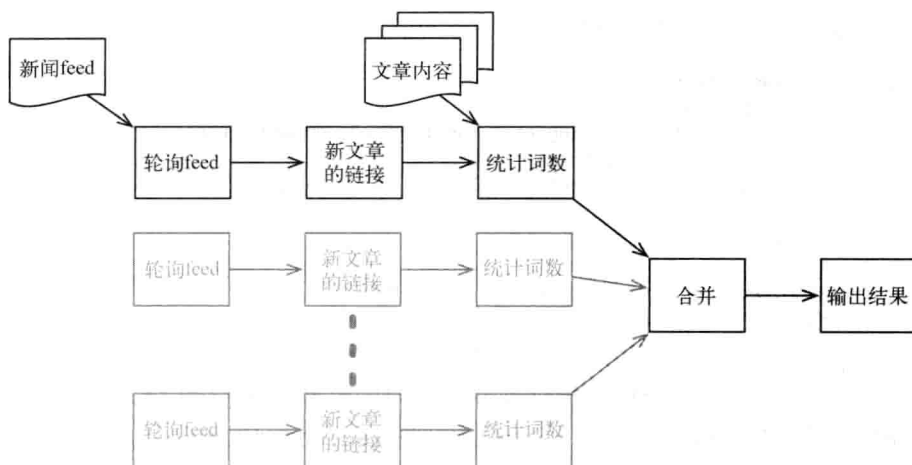 新闻feed
文章内容
轮询feed
新文章
的链接
统计词数
轮询feed
新文章
的链接
统计词数
合并
输出结果
轮询feed
新文章
的链接
统计词数